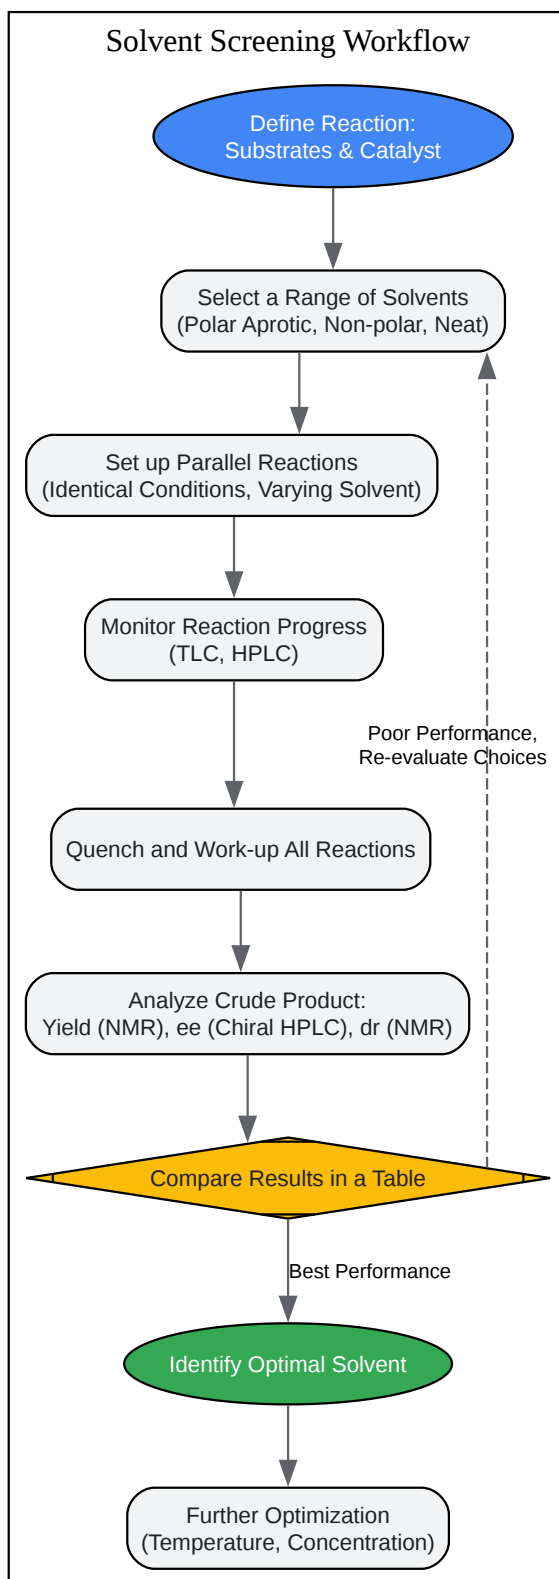 Solvent Screening Workflow
Define Reaction:
Substrates & Catalyst
Select a Range of Solvents
(Polar Aprotic, Non-polar, Neat)
Set up Parallel Reactions
(Identical Conditions, Varying Solvent)
Monitor Reaction Progress
(TLC, HPLC)
Poor Performance,
Re-evaluate Choices
Quench and Work-up All Reactions
Analyze Crude Product:
Yield (NMR), ee (Chiral HPLC), dr (NMR)
Compare Results in a Table
Best Performance
Identify Optimal Solvent
Further Optimization
(Temperature, Concentration)